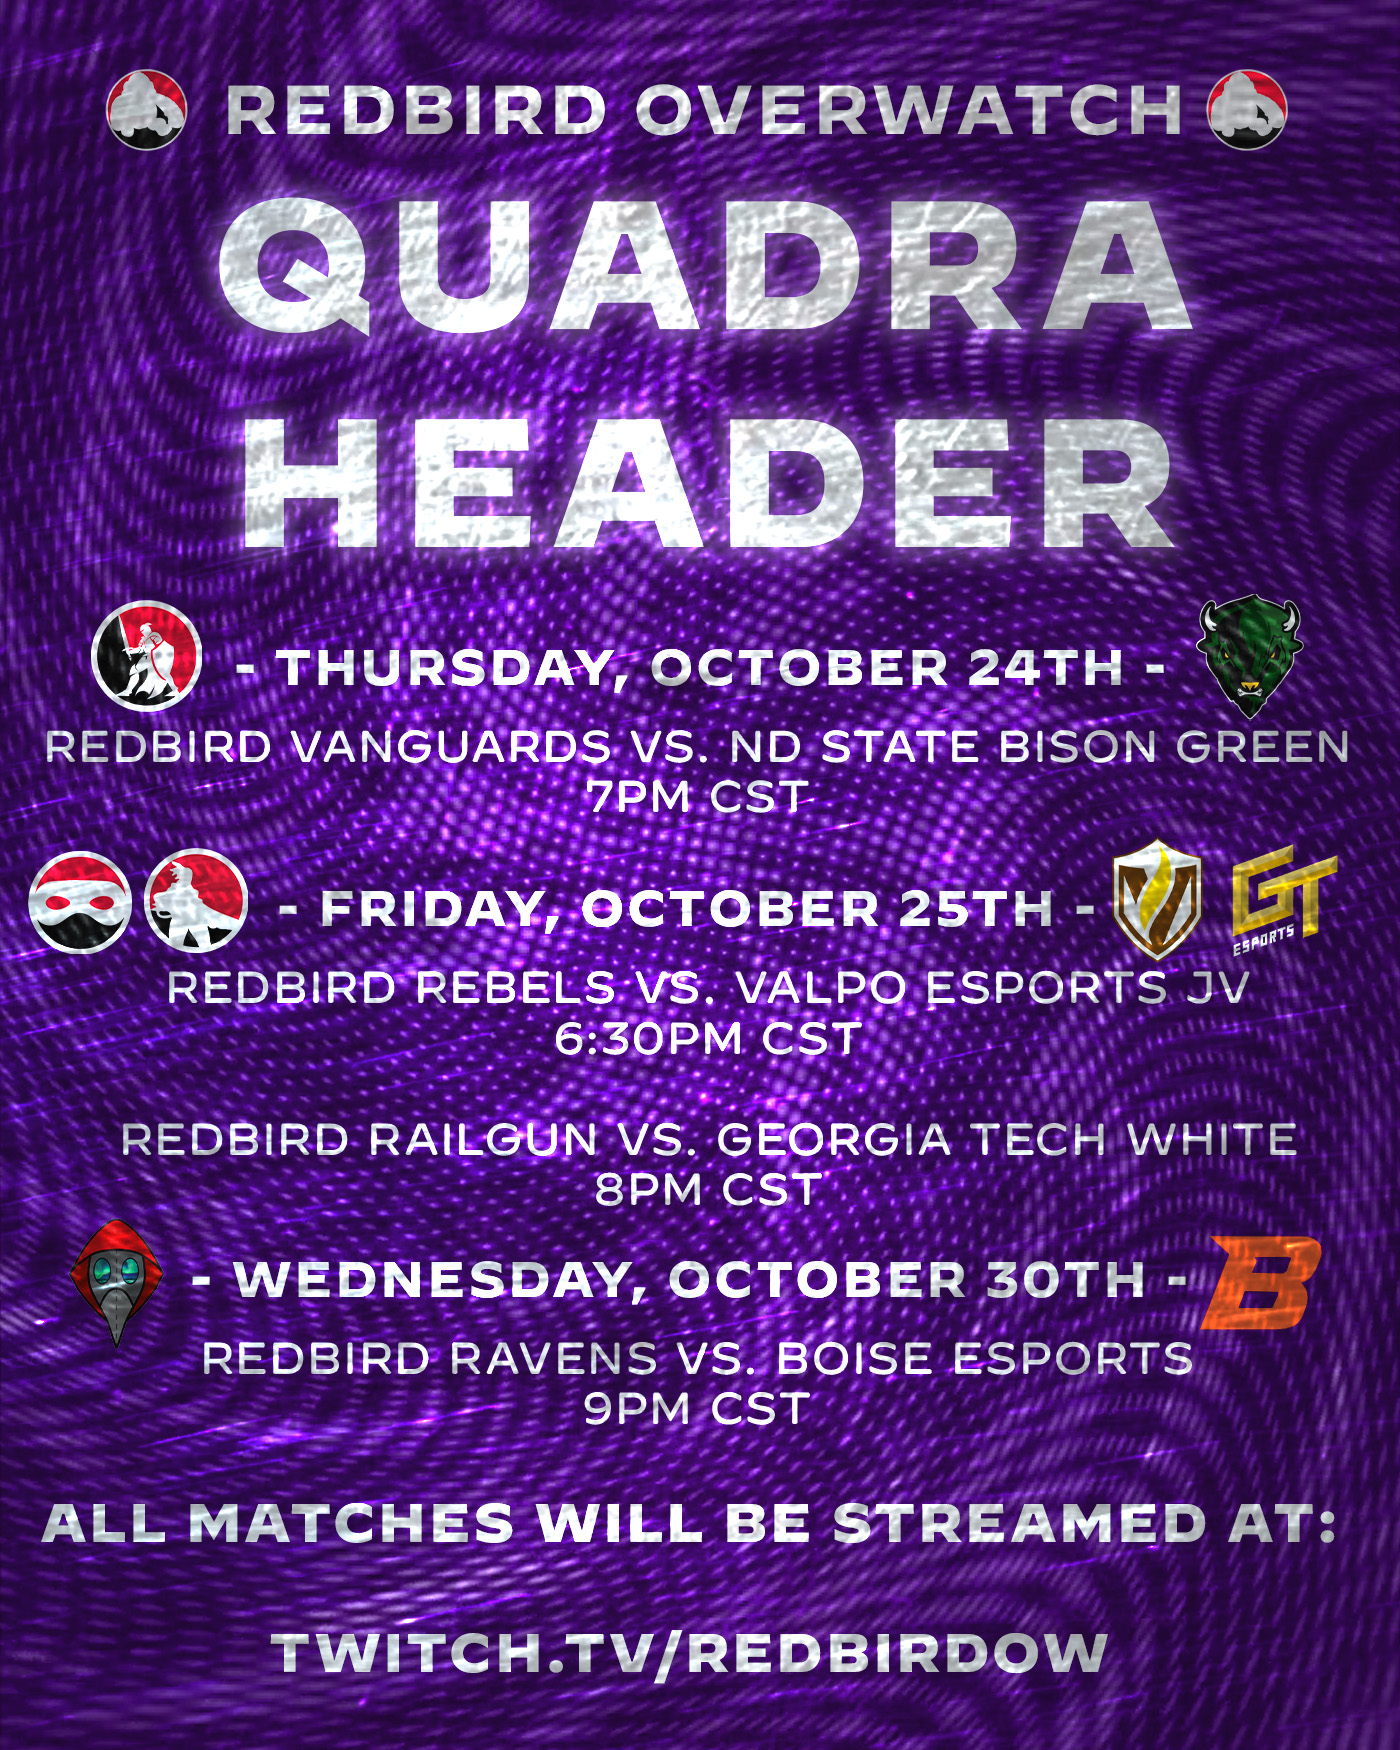 REDBIRD OVERWATCH
QUADRA
HEADER
- THURSDAY, OCTOBER 24TH -
REDBIRD VANGUARDS VS. ND STATE BISON GREEN
7PM CST
- FRIDAY, OCTOBER 25TH -
GT
ESPORTS
REDBIRD REBELS VS. VALPO ESPORTS JV
6:30PM CST
REDBIRD RAILGUN VS. GEORGIA TECH WHITE
8PM CST
- WEDNESDAY, OCTOBER 30TH -
B
REDBIRD RAVENS VS. BOISE ESPORTS
9PM CST
ALL MATCHES WILL BE STREAMED AT:
TWITCH.TV/REDBIRDOW